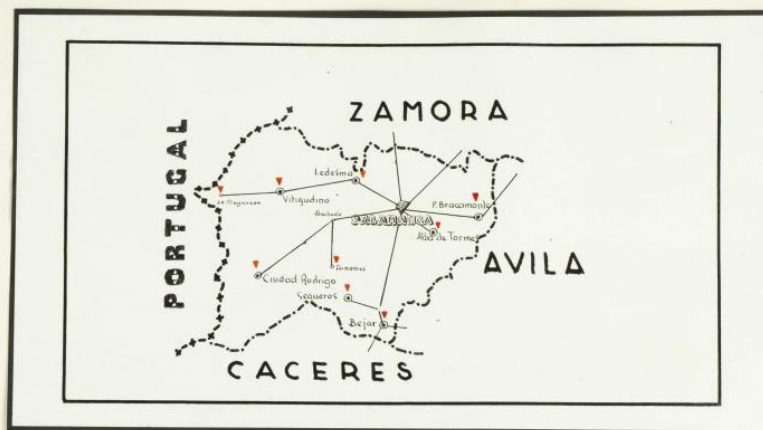 ZAMORA
PORTUGAL
Ledesma
Vitigudino
P. Bracamonte
SALAMANCA
Alba de Tormes
AVILA
Ciudad Rodrigo
Sequeros
Bejar
CACERES